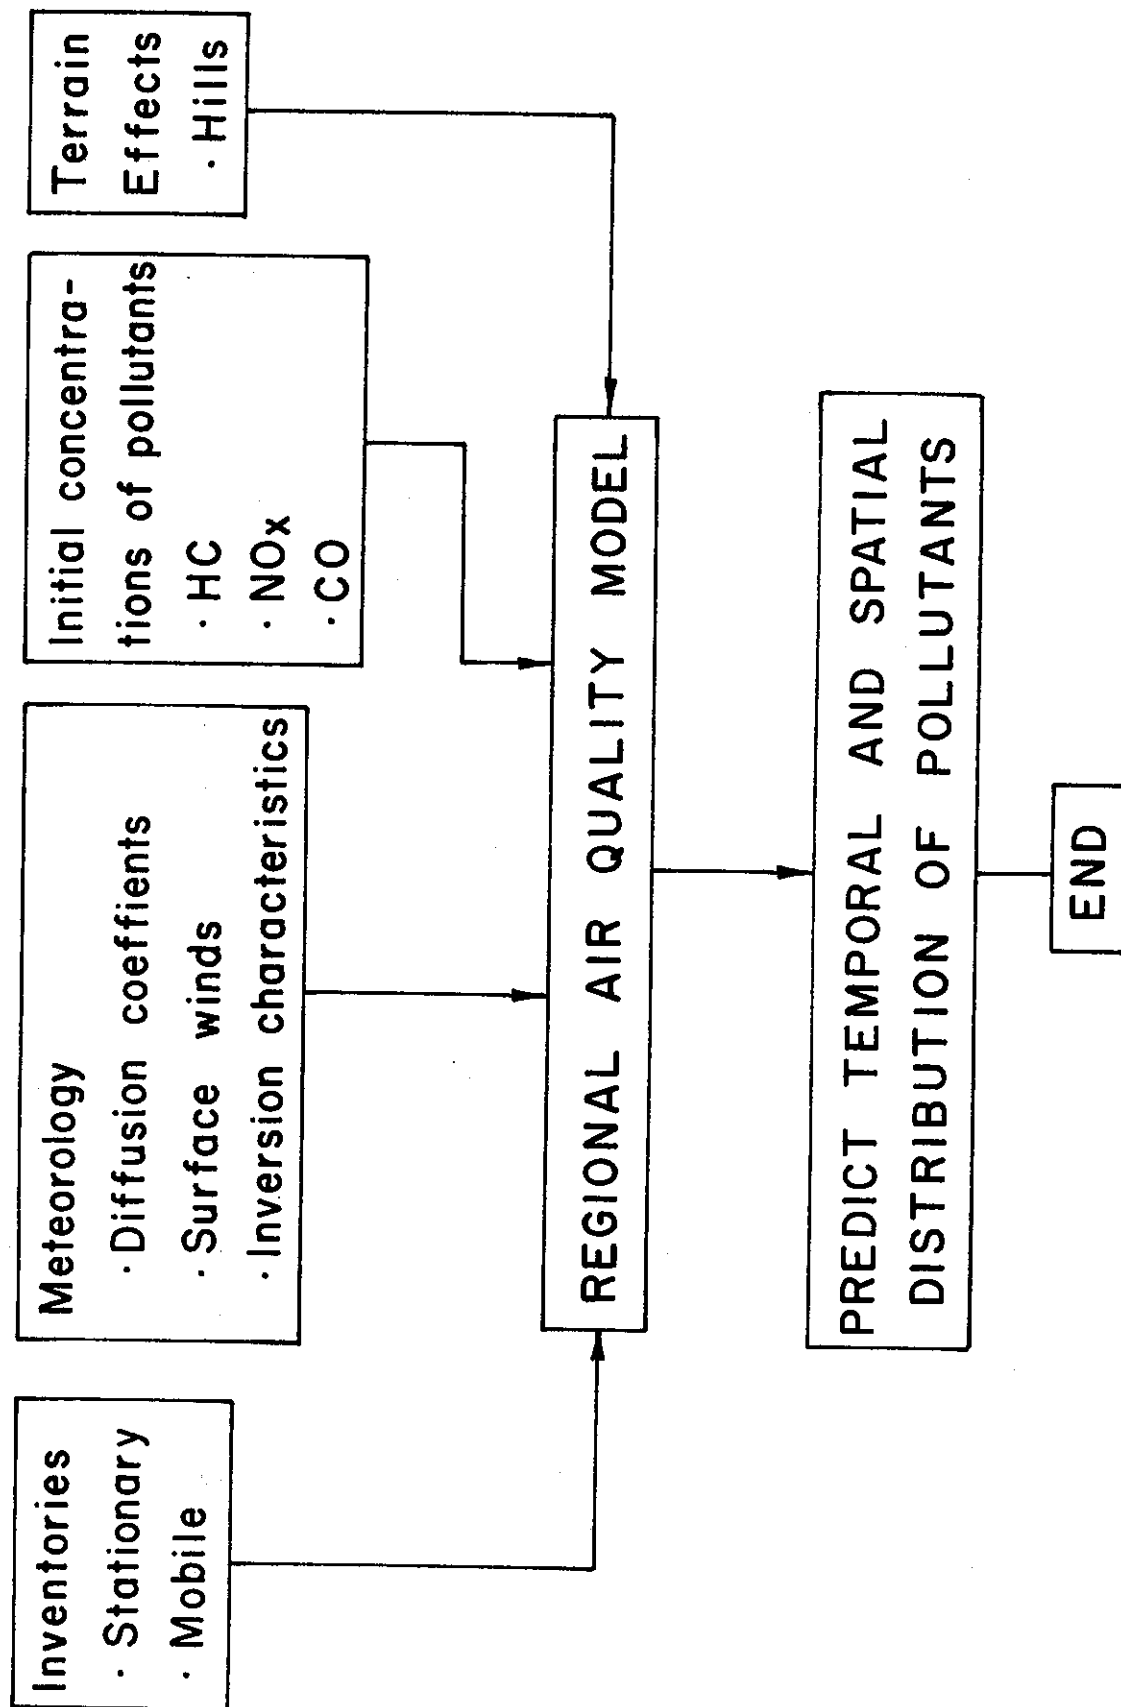 Inventories
· Stationary
· Mobile
Meteorology
· Diffusion coeffients
· Surface winds
· Inversion characteristics
Initial concentra-
tions of pollutants
· HC
· NOx
· CO
Terrain
Effects
· Hills
REGIONAL AIR QUALITY MODEL
PREDICT TEMPORAL AND SPATIAL
DISTRIBUTION OF POLLUTANTS
END